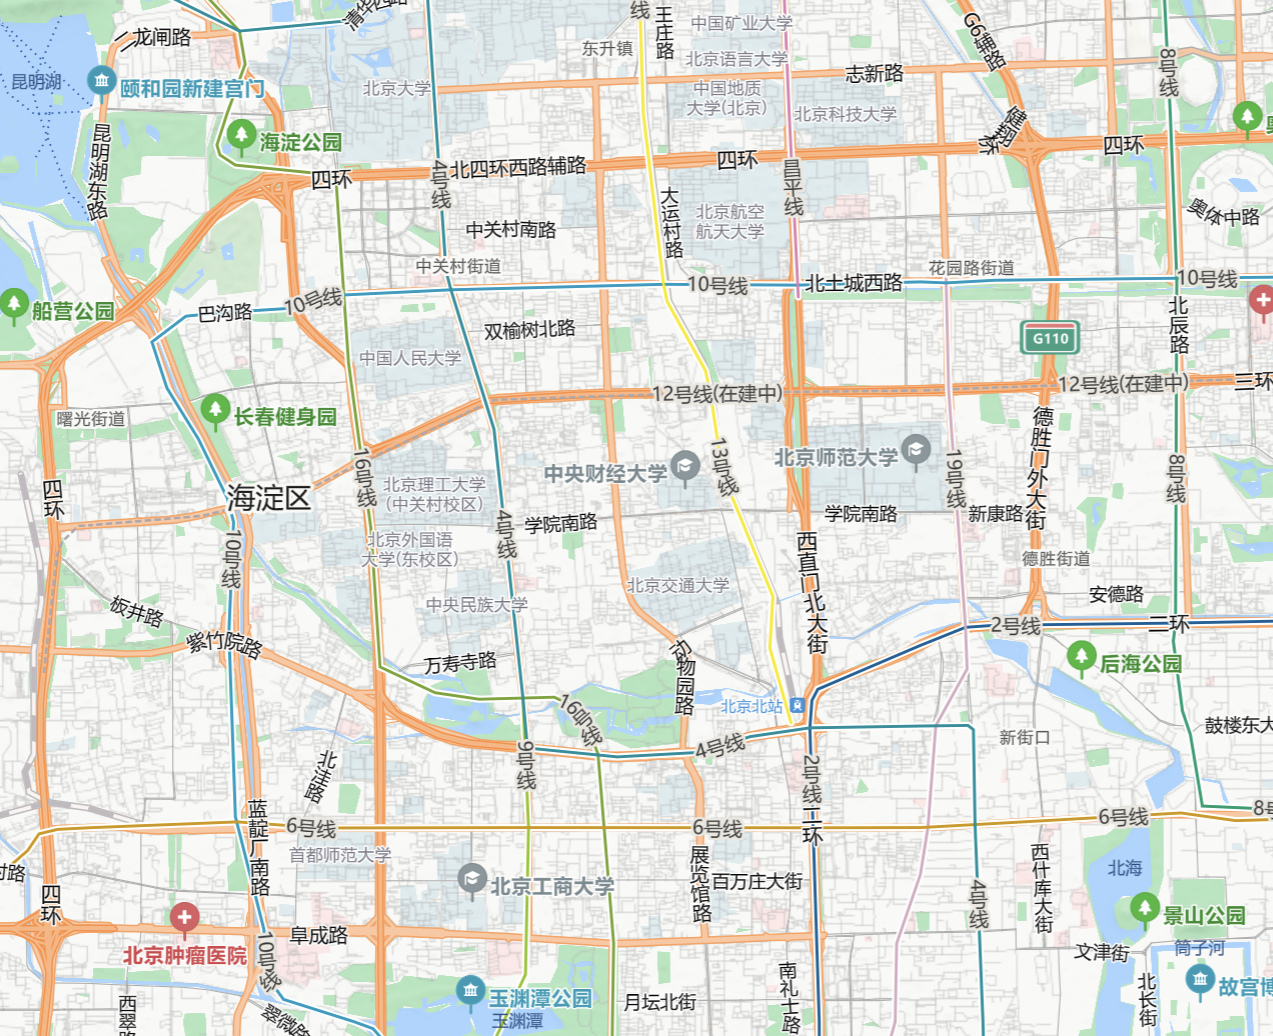 清华西路
线
王庄路
中国矿业大学
G6辅路
8号线
龙闸路
东升镇
北京语言大学
昆明湖
颐和园新建宫门
北京大学
中国地质
大学(北京)
志新路
北京科技大学
健翔桥
昆明湖东路
海淀公园
四环
4号线
北四环西路辅路
四环
昌平线
四环
大运村路
北京航空
航天大学
奥体中路
中关村南路
中关村街道
花园路街道
船营公园
巴沟路
10号线
10号线
北土城西路
10号线
北辰路
双榆树北路
中国人民大学
G110
12号线(在建中)
12号线(在建中)
三环
曙光街道
长春健身园
德胜门外大街
四环
16号线
中央财经大学
13号线
北京师范大学
19号线
8号线
海淀区
北京理工大学
(中关村校区)
4号线
学院南路
学院南路
新康路
10号线
北京外国语
大学(东校区)
西直门北大街
德胜街道
板井路
中央民族大学
北京交通大学
安德路
紫竹院路
万寿寺路
动物园路
2号线
二环
后海公园
16号线
北京北站
鼓楼东大
北洼路
9号线
4号线
2号线
新街口
蓝靛厂南路
6号线
6号线
二环
6号线
8号
村路
首都师范大学
北京工商大学
展览馆路
百万庄大街
西什库大街
北海
四环
4号线
景山公园
北京肿瘤医院
阜成路
10号线
文津街
筒子河
西翠路
翠微路
玉渊潭公园
玉渊潭
月坛北街
南礼士路
北长街
故宫博